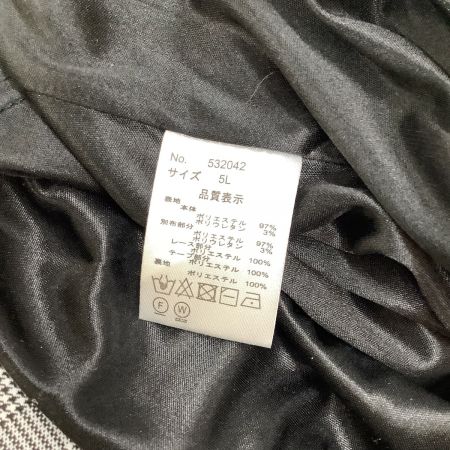 No. 532042
サイズ 5L
品質表示
表地
本体
ポリエステル 97%
ポリウレタン 3%
別布部分
ポリエステル 97%
ポリウレタン 3%
レース部分
ポリエステル 100%
テープ部分
ポリエステル 100%
裏地
ポリエステル 100%
F W